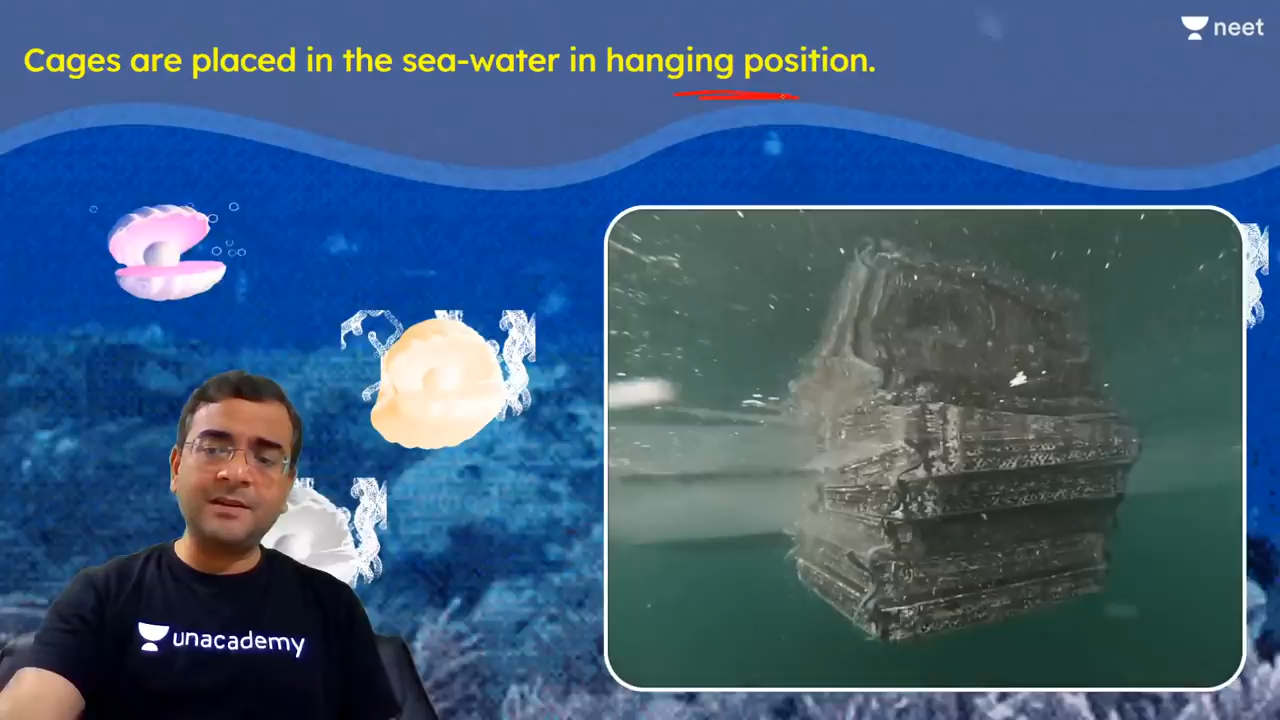 neet
Cages are placed in the sea-water in hanging position.
unacademy